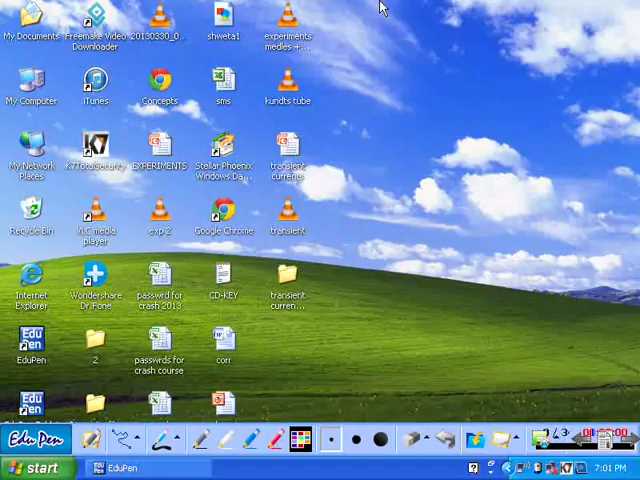 My Documents
Freemake Video
Downloader
20130330_0...
shweta1
experiments
medles + ...
My Computer
iTunes
Concepts
sms
kundts tube
My Network
Places
K7TotalSecurity
EXPERIMENTS
Stellar Phoenix
Windows Da...
transient
currents
Recycle Bin
VLC media
player
exp 2
Google Chrome
transient
Internet
Explorer
Wondershare
Dr.Fone
passwrd for
crash 2013
CD-KEY
transient
curren...
EduPen
2
passwrds for
crash course
corr
Edu Pen
start
EduPen
7:01 PM